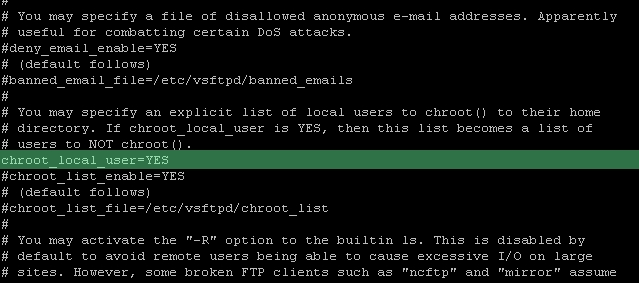 #
# You may specify a file of disallowed anonymous e-mail addresses. Apparently
# useful for combatting certain DoS attacks.
#deny_email_enable=YES
# (default follows)
#banned_email_file=/etc/vsftpd/banned_emails
#
# You may specify an explicit list of local users to chroot() to their home
# directory. If chroot_local_user is YES, then this list becomes a list of
# users to NOT chroot().
chroot_local_user=YES
#chroot_list_enable=YES
# (default follows)
#chroot_list_file=/etc/vsftpd/chroot_list
#
# You may activate the "-R" option to the builtin ls. This is disabled by
# default to avoid remote users being able to cause excessive I/O on large
# sites. However, some broken FTP clients such as "ncftp" and "mirror" assume